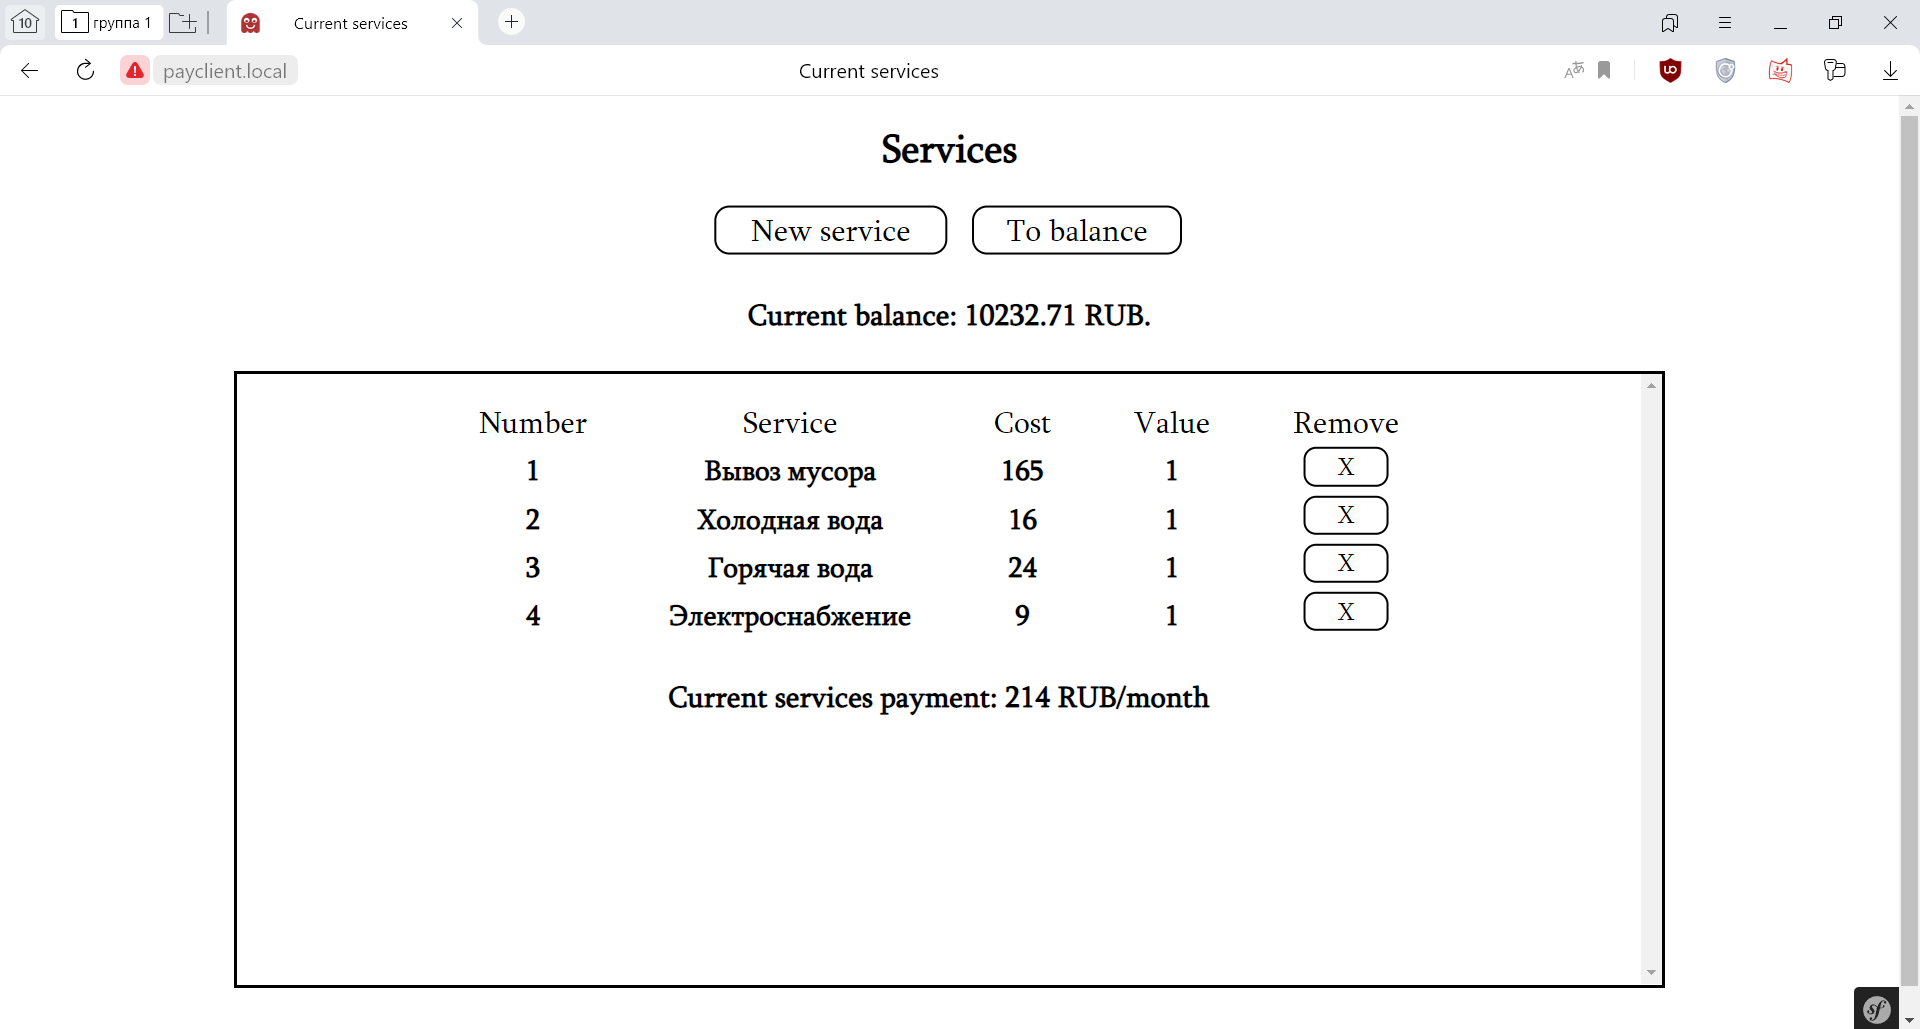 10
1 группа 1
Current services
payclient.local
Current services
Services
New service To balance
Current balance: 10232.71 RUB.
Number Service Cost Value Remove
1 Вывоз мусора 165 1 X
2 Холодная вода 16 1 X
3 Горячая вода 24 1 X
4 Электроснабжение 9 1 X
Current services payment: 214 RUB/month
sf